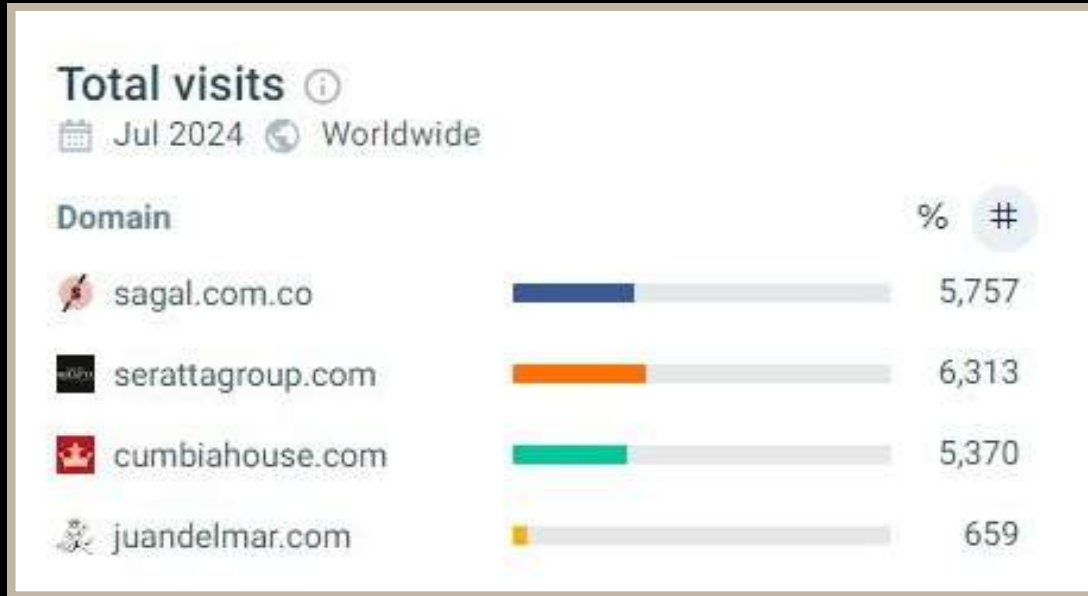 Total visits
Jul 2024 Worldwide
Domain % #
sagal.com.co 5,757
serattagroup.com 6,313
cumbiahouse.com 5,370
juandelmar.com 659